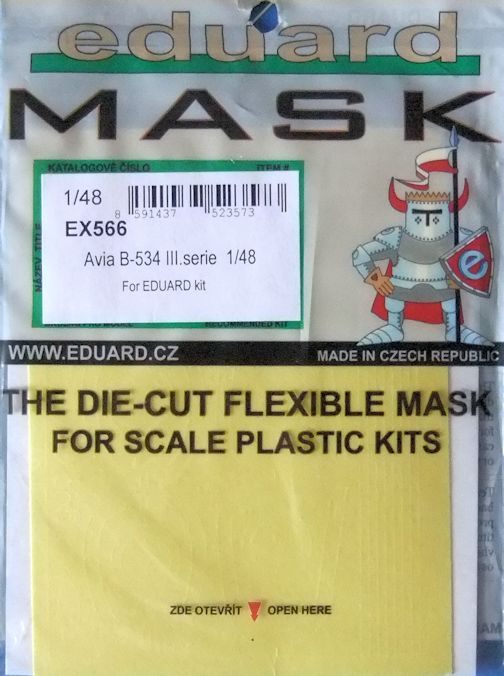 eduard
MASK
KATALOGOVÉ ČÍSLO ITEM #
1/48
8 591437 523573
EX566
Avia B-534 III.serie 1/48
For EDUARD kit
NÁZEV TITLE
RECOMMENDED KIT
e
WWW.EDUARD.CZ MADE IN CZECH REPUBLIC
THE DIE-CUT FLEXIBLE MASK
FOR SCALE PLASTIC KITS
ZDE OTEVŘÍT OPEN HERE